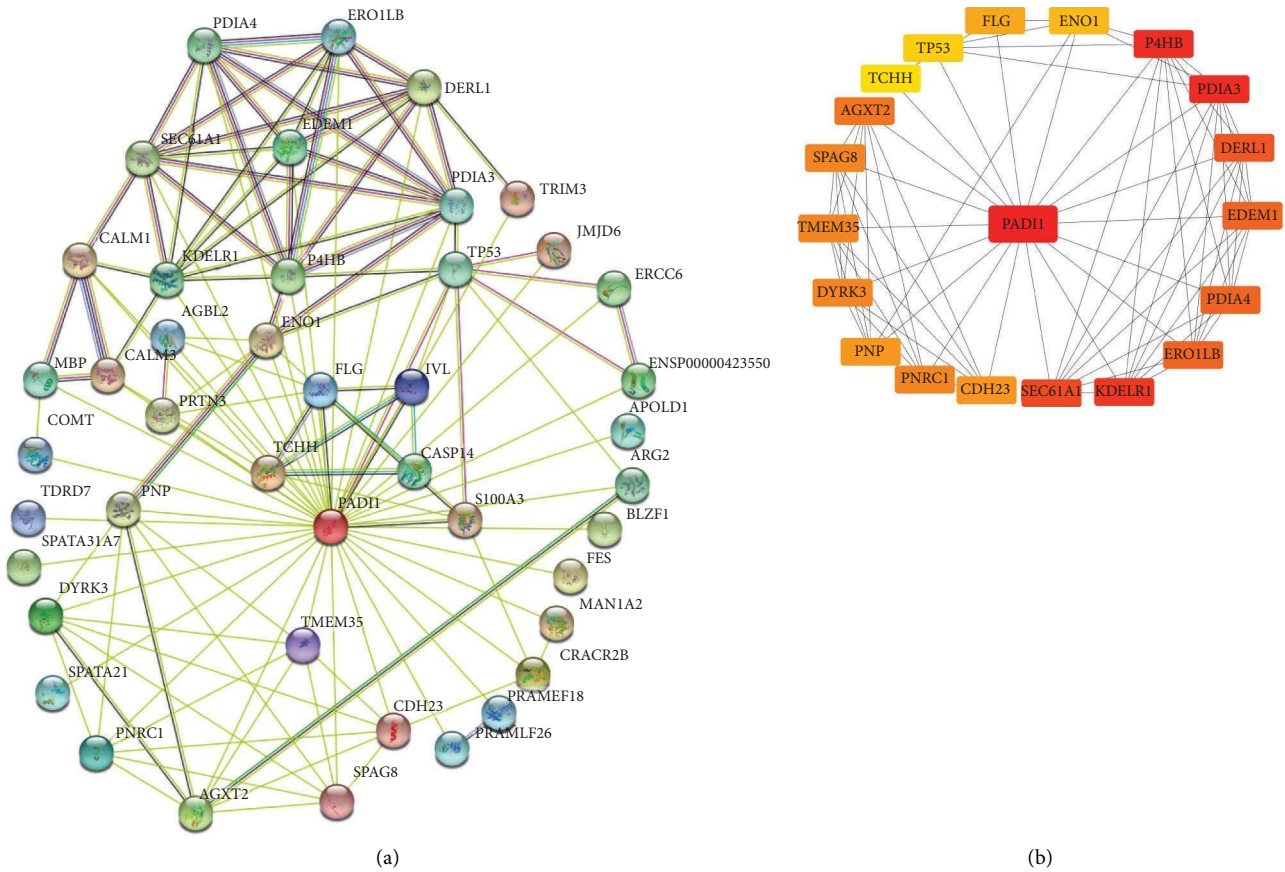 PDIA4
ERO1LB
DERL1
SEC61A1
EDEM1
PDIA3
TRIM3
CALM1
KDELR1
P4HB
TP53
JMJD6
ERCC6
AGBL2
ENO1
MBP
CALM3
FLG
IVL
ENSP00000423550
PRTN3
APOLD1
COMT
TCHH
CASP14
ARG2
TDRD7
PNP
PADI1
S100A3
BLZF1
SPATA31A7
FES
DYRK3
MAN1A2
TMEM35
CRACR2B
SPATA21
PRAMEF18
CDH23
PNRC1
PRAMLF26
SPAG8
AGXT2
(a)
FLG
ENO1
TP53
P4HB
TCHH
PDIA3
AGXT2
DERL1
SPAG8
EDEM1
TMEM35
PADI1
DYRK3
PDIA4
PNP
ERO1LB
PNRC1
CDH23
SEC61A1
KDELR1
(b)